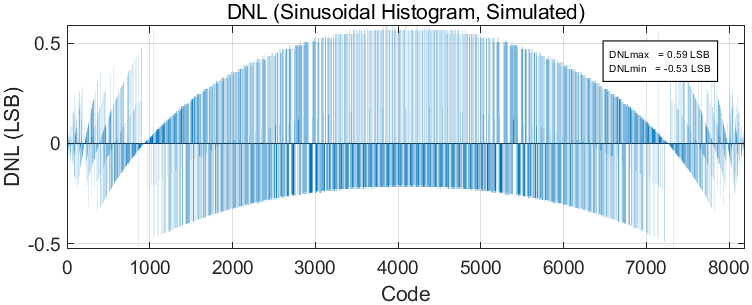 DNL (Sinusoidal Histogram, Simulated)
0.5
DNLmax = 0.59 LSB
DNLmin = -0.53 LSB
DNL (LSB)
0
-0.5
0 1000 2000 3000 4000 5000 6000 7000 8000
Code